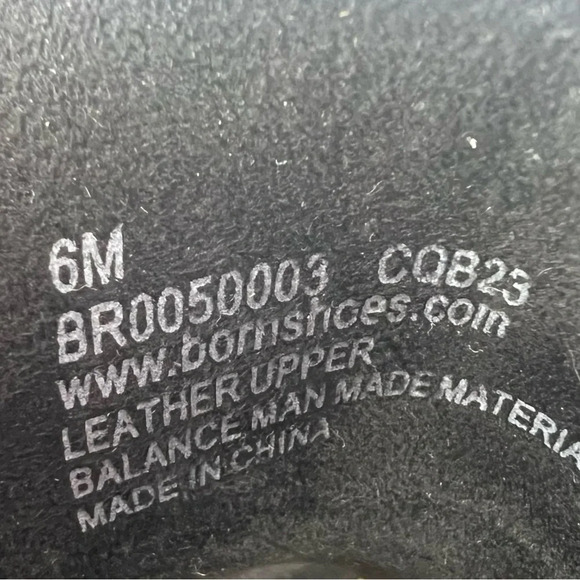 6M
BR0050003 CQB23
www.bornshoes.com
LEATHER UPPER
BALANCE MAN MADE MATERIA
MADE IN CHINA